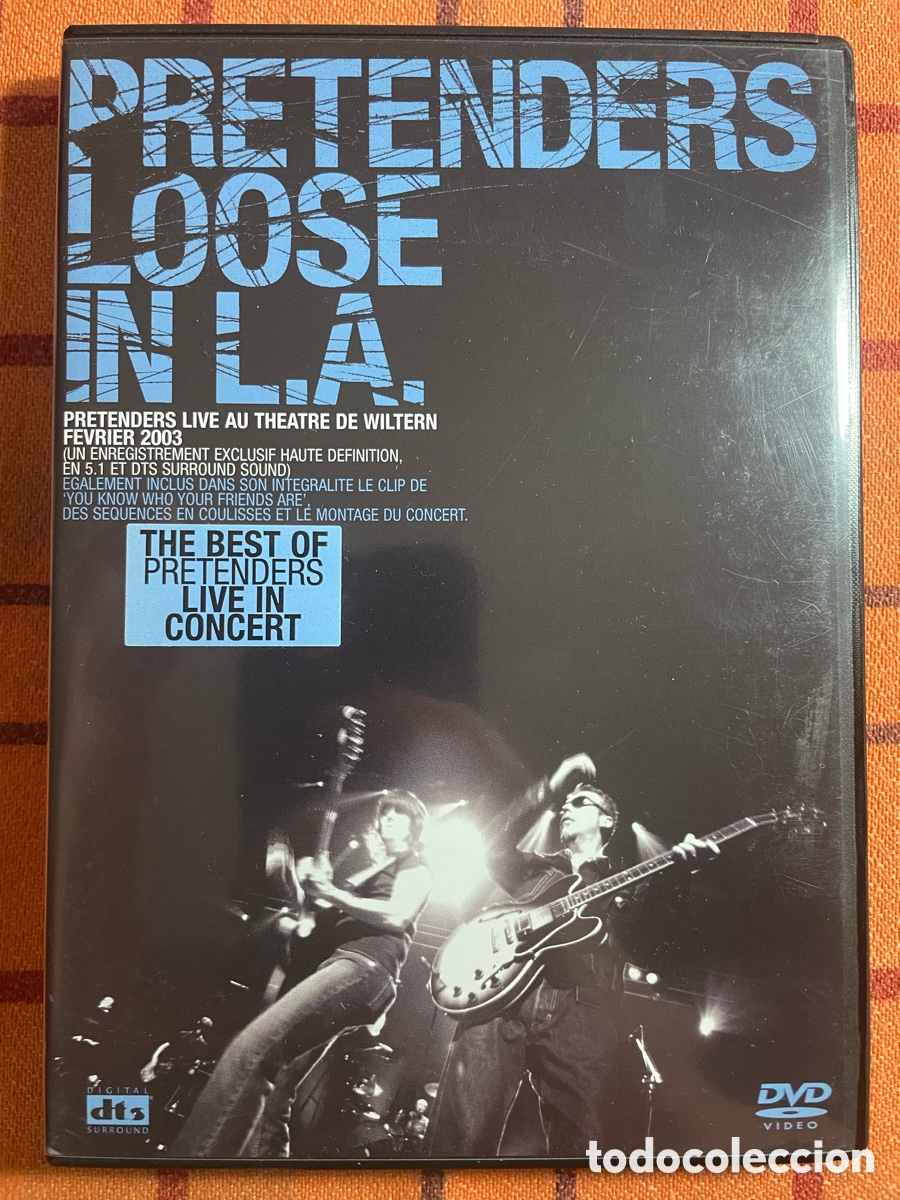 PRETENDERS
LOOSE
IN L.A.
PRETENDERS LIVE AU THEATRE DE WILTERN
FEVRIER 2003
(UN ENREGISTREMENT EXCLUSIF HAUTE DEFINITION,
EN 5.1 ET DTS SURROUND SOUND)
EGALEMENT INCLUS DANS SON INTEGRALITE LE CLIP DE
'YOU KNOW WHO YOUR FRIENDS ARE',
DES SEQUENCES EN COULISSES ET LE MONTAGE DU CONCERT.
THE BEST OF
PRETENDERS
LIVE IN
CONCERT
DIGITAL
dts
SURROUND
DVD
VIDEO
todocoleccion